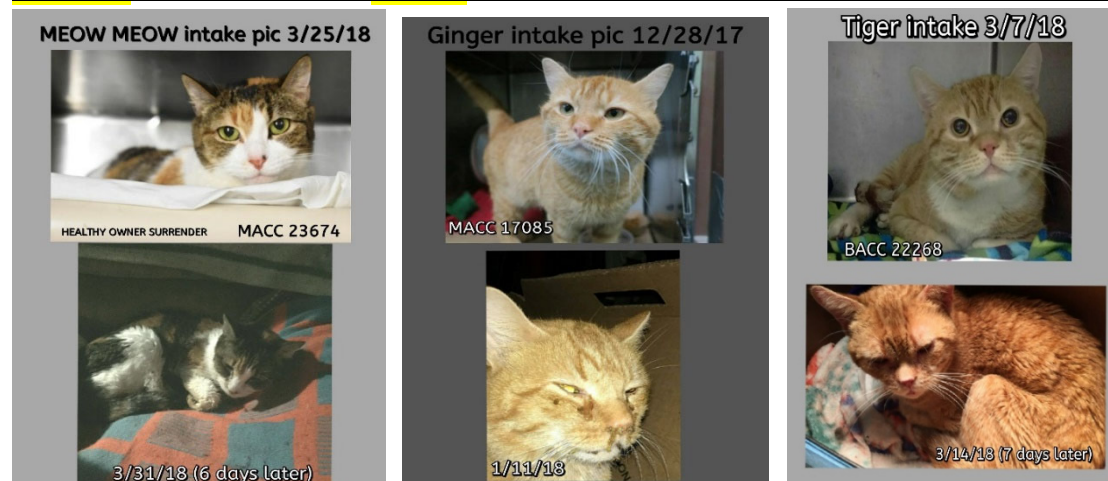 MEOW MEOW intake pic 3/25/18
HEALTHY OWNER SURRENDER MACC 23674
3/31/18 (6 days later)
Ginger intake pic 12/28/17
MACC 17085
1/11/18
Tiger intake 3/7/18
BACC 22268
3/14/18 (7 days later)